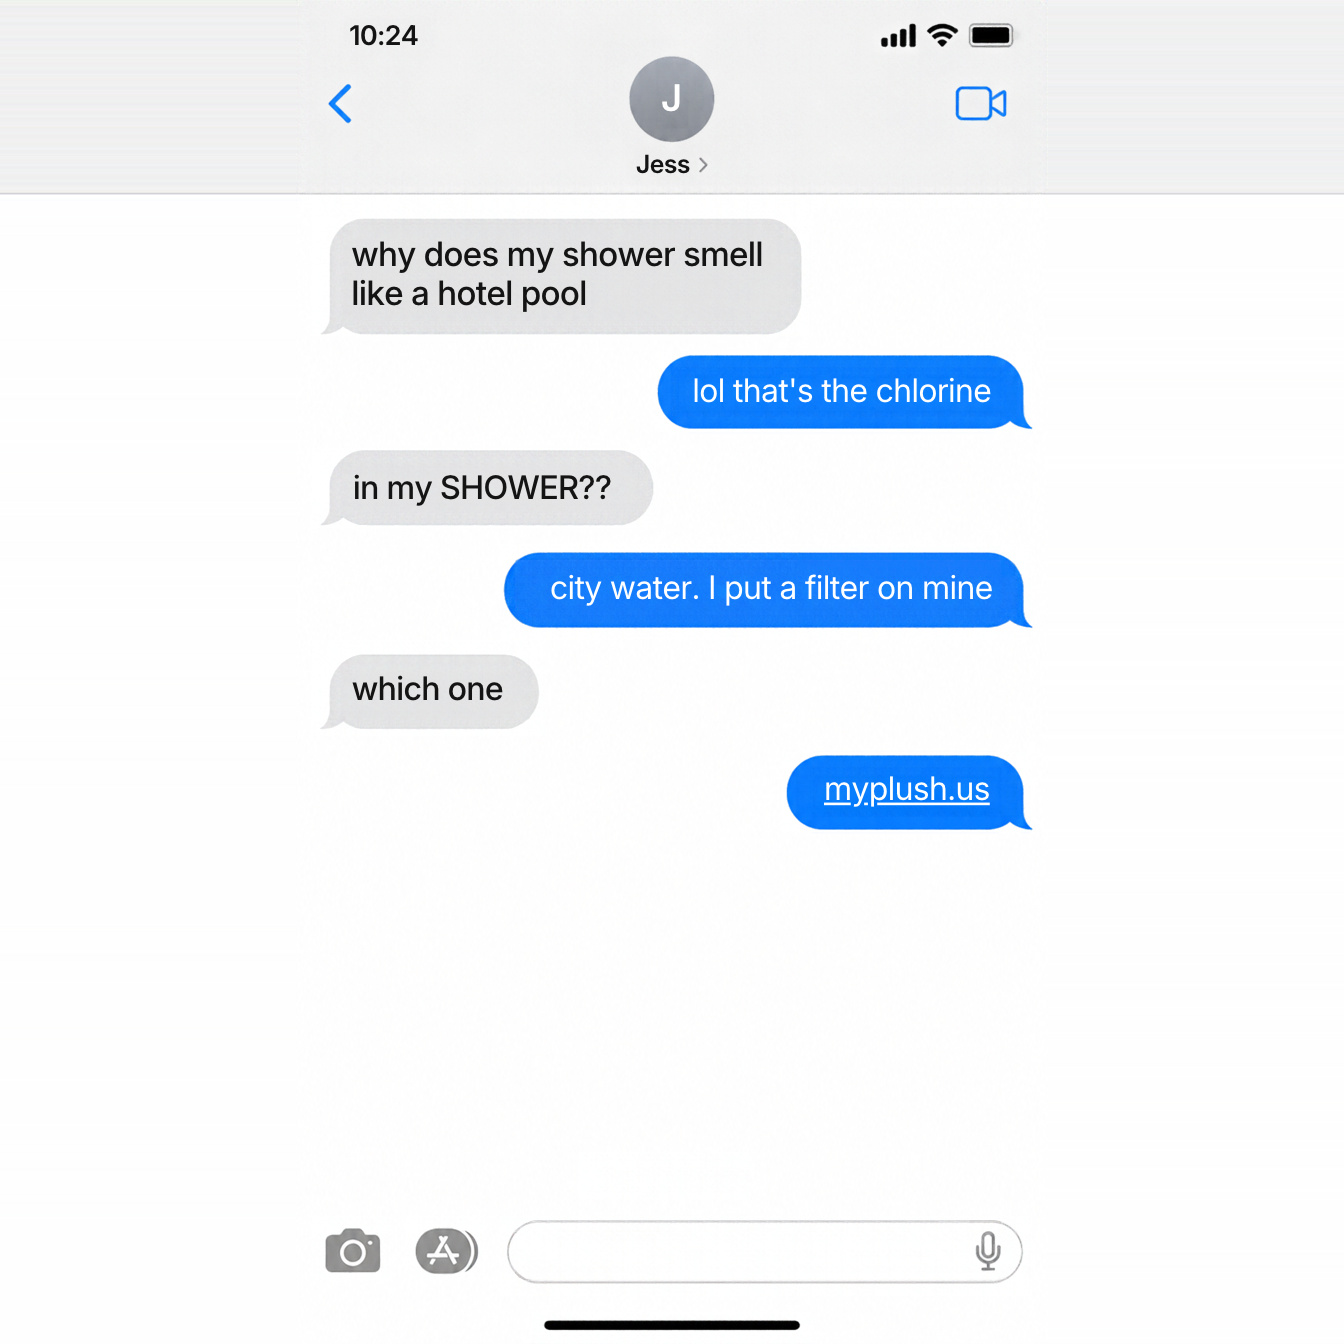 10:24
J
Jess
why does my shower smell
like a hotel pool
lol that's the chlorine
in my SHOWER??
city water. I put a filter on mine
which one
myplush.us